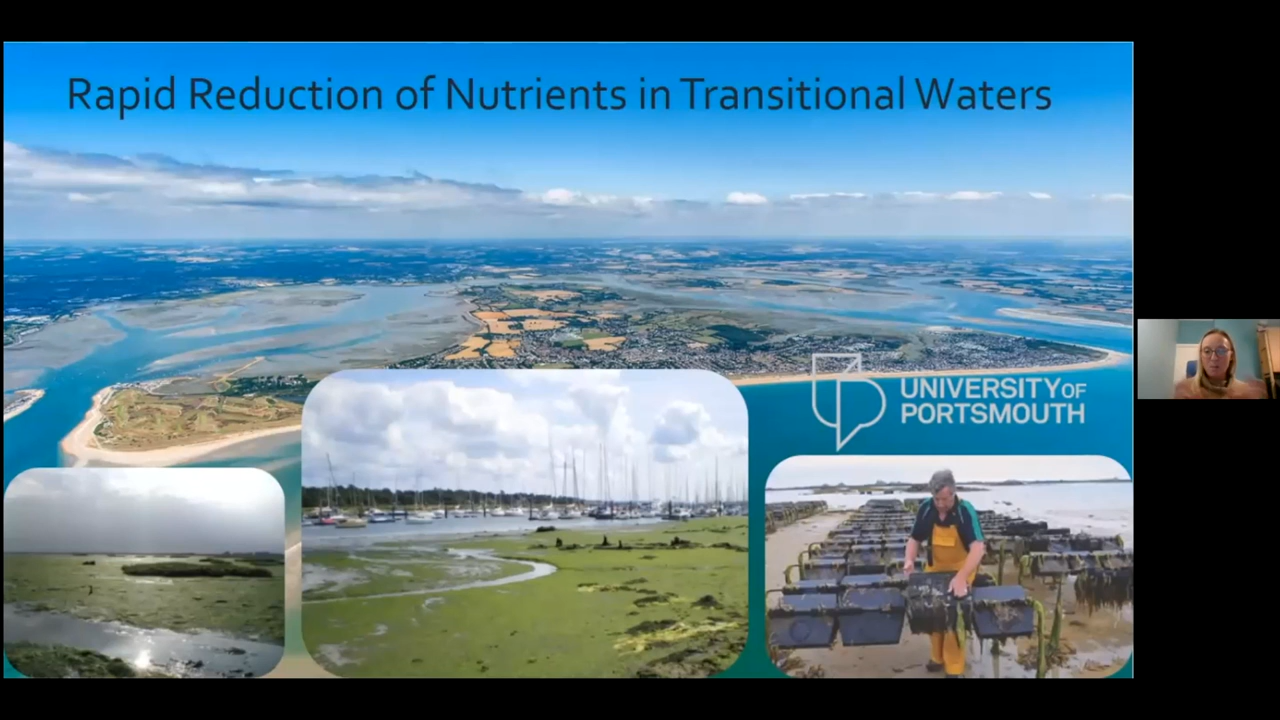 Rapid Reduction of Nutrients in Transitional Waters
UNIVERSITY OF
PORTSMOUTH